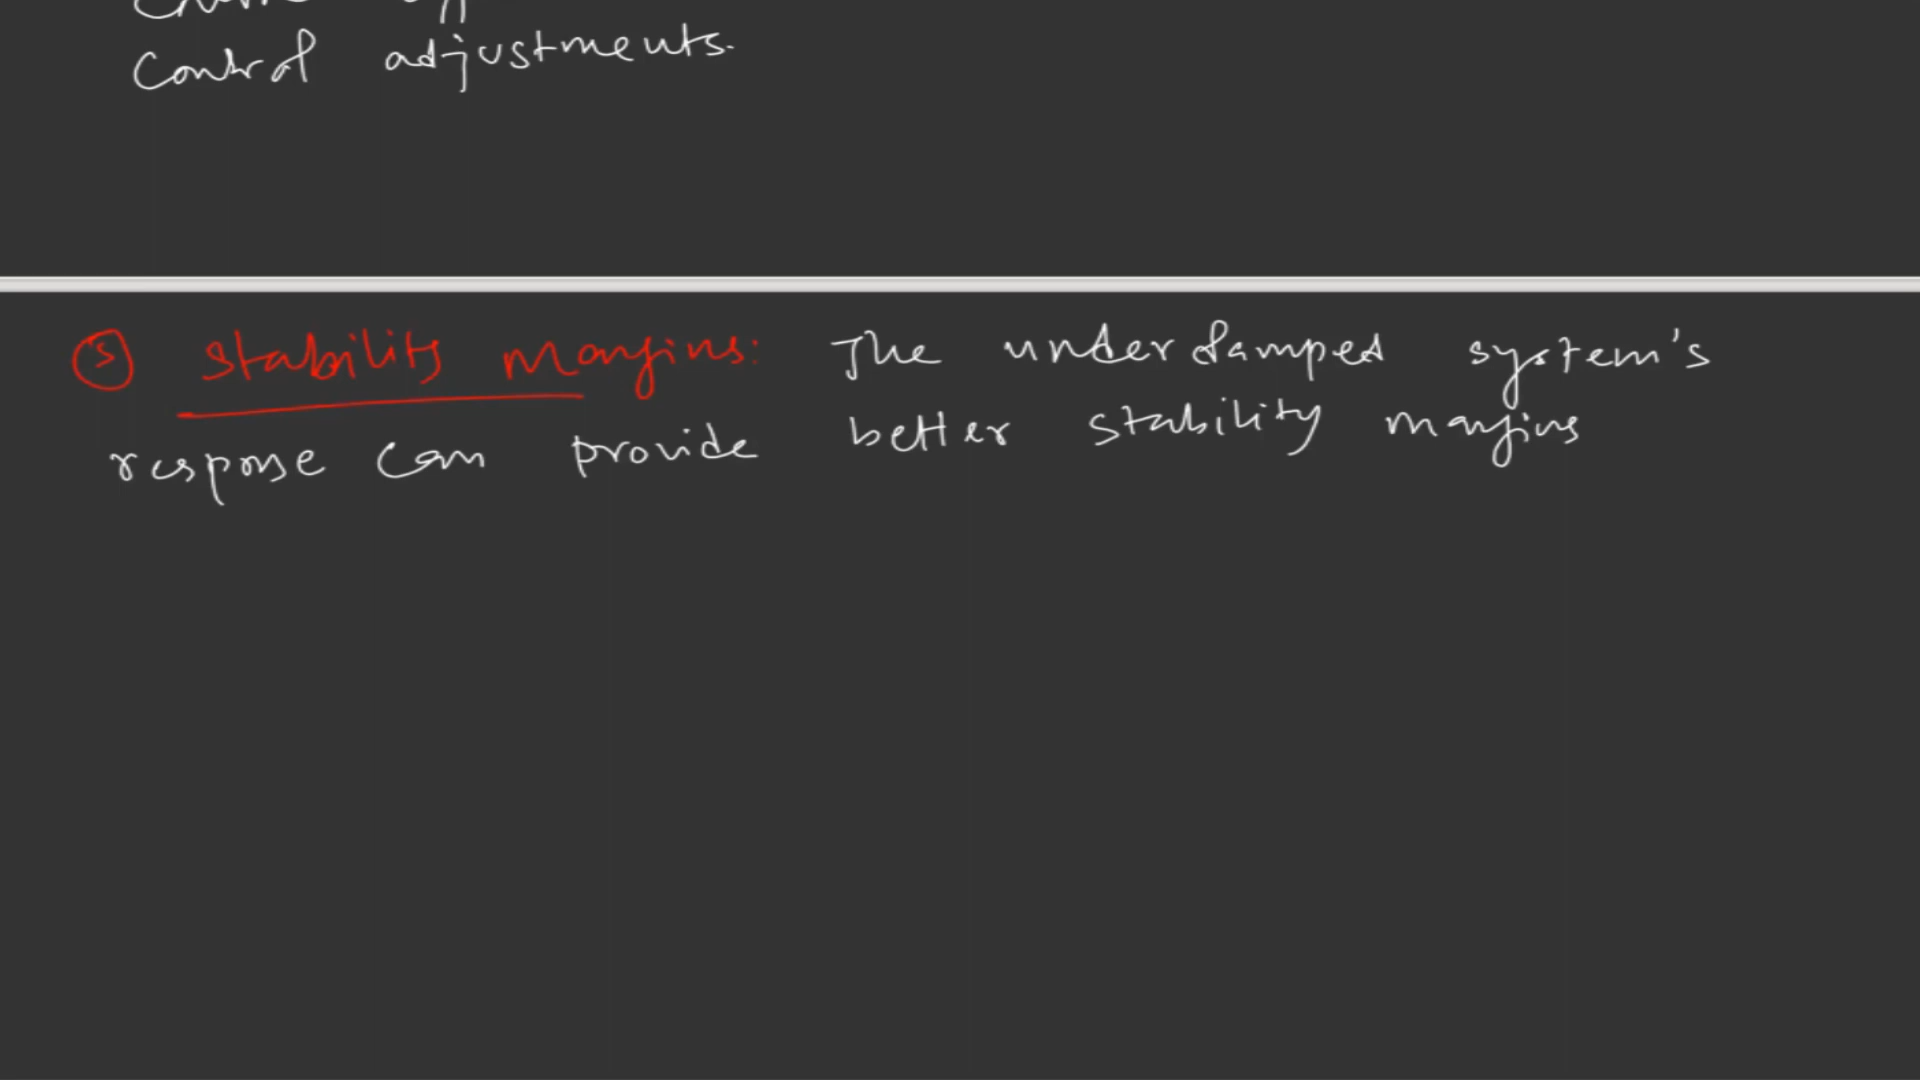 Control adjustments.
5 Stability Margins: The underdamped system's
response can provide better stability margins